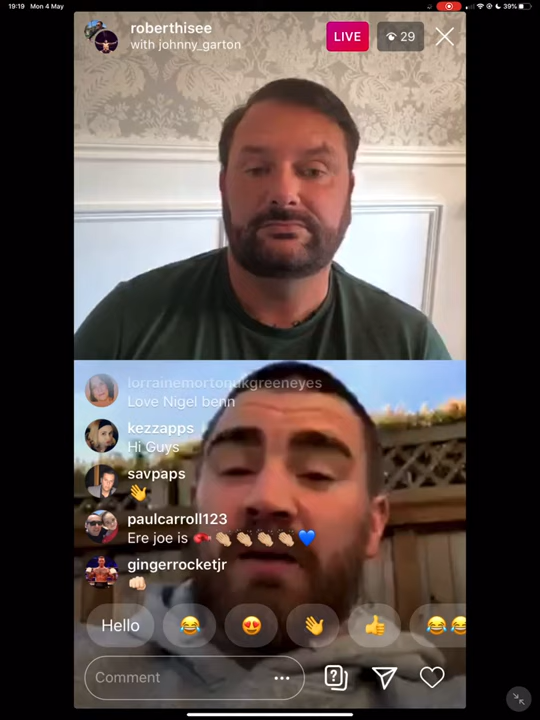 19:19 Mon 4 May
39%
roberthisee
with johnny_garton
LIVE
29
lorrainemortonukgreeneyes
Love Nigel benn
kezzapps
Hi Guys
savpaps
👋
paulcarroll123
Ere joe is 🥊👏🏼👏🏼👏🏼👏🏼💙
gingerrocketjr
👊🏻
Hello 😂 😍 👋 👍 😂😂
Comment